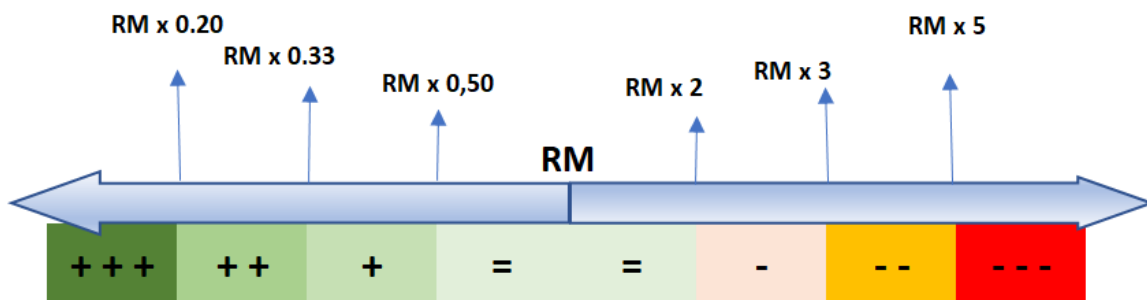 RM x 0.20
RM x 0.33
RM x 0,50
RM
RM x 2
RM x 3
RM x 5
+ + +
+ +
+
=
=
-
- -
- - -